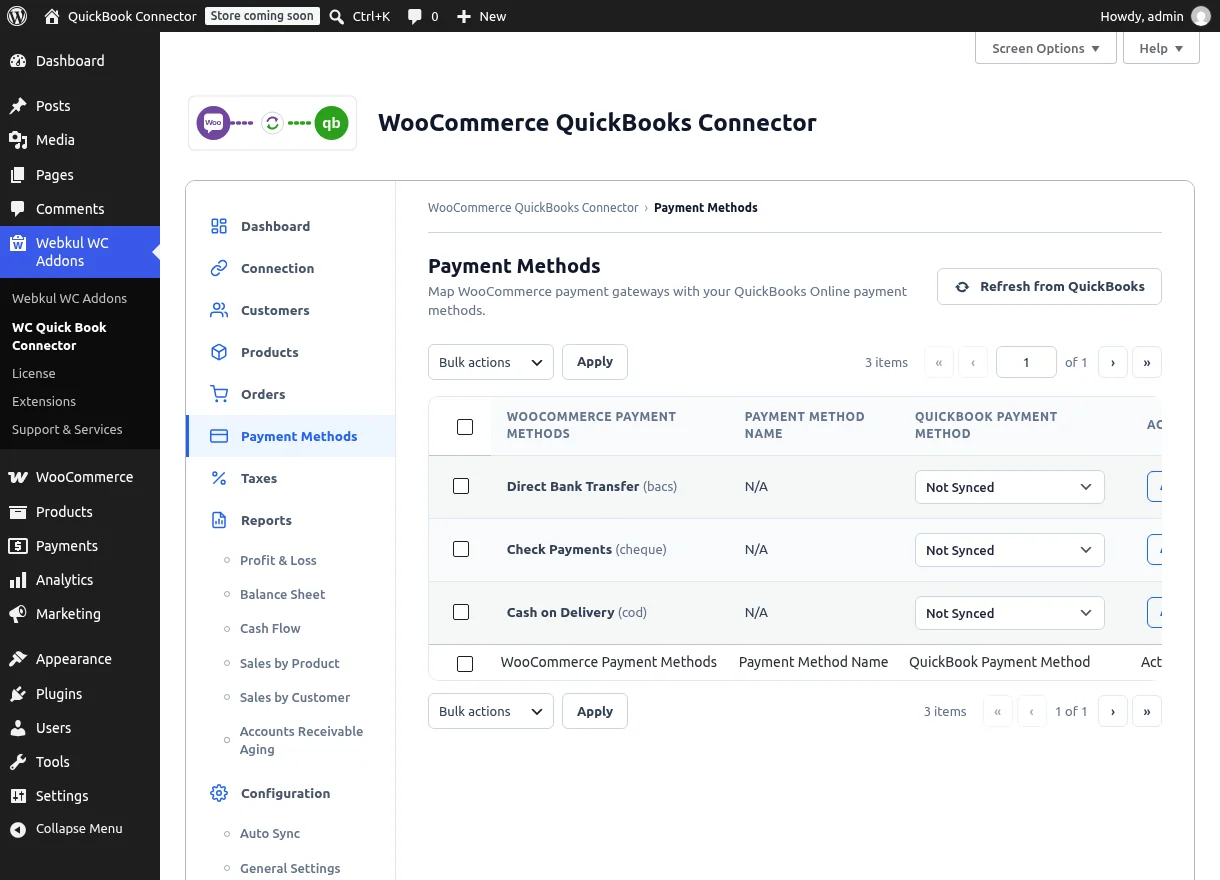 QuickBook Connector
Store coming soon
Ctrl+K
0
New
Howdy, admin
Dashboard
Posts
Media
Pages
Comments
Webkul WC
Addons
Webkul WC Addons
WC Quick Book
Connector
License
Extensions
Support & Services
WooCommerce
Products
Payments
Analytics
Marketing
Appearance
Plugins
Users
Tools
Settings
Collapse Menu
Screen Options ▼
Help ▼
Woo
qb
WooCommerce QuickBooks Connector
Dashboard
Connection
Customers
Products
Orders
Payment Methods
Taxes
Reports
Profit & Loss
Balance Sheet
Cash Flow
Sales by Product
Sales by Customer
Accounts Receivable
Aging
Configuration
Auto Sync
General Settings
WooCommerce QuickBooks Connector › Payment Methods
Payment Methods
Map WooCommerce payment gateways with your QuickBooks Online payment
methods.
Refresh from QuickBooks
Bulk actions
Apply
3 items
«
‹
1
of 1
›
»
WOOCOMMERCE PAYMENT
METHODS
PAYMENT METHOD
NAME
QUICKBOOK PAYMENT
METHOD
Direct Bank Transfer (bacs)
N/A
Not Synced
Check Payments (cheque)
N/A
Not Synced
Cash on Delivery (cod)
N/A
Not Synced
WooCommerce Payment Methods
Payment Method Name
QuickBook Payment Method
Act
Bulk actions
Apply
3 items
«
‹
1 of 1
›
»